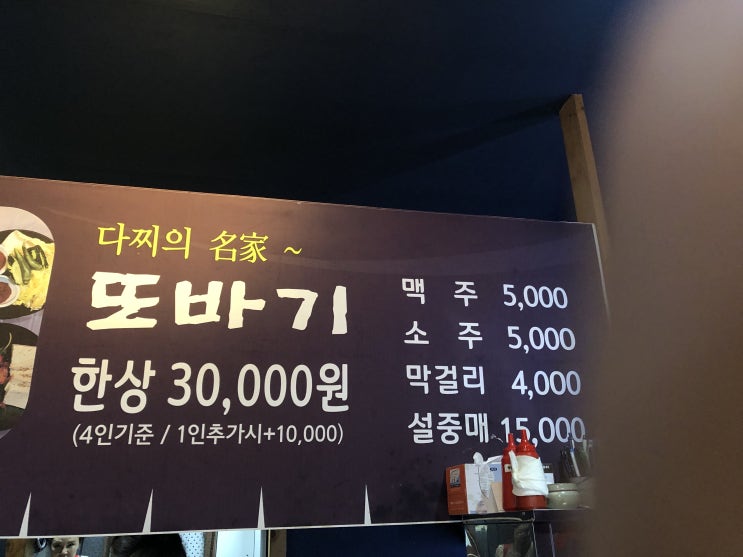 다찌의 名家 ~
또바기
한상 30,000원
(4인기준 / 1인추가시+10,000)
맥 주 5,000
소 주 5,000
막걸리 4,000
설중매 15,000